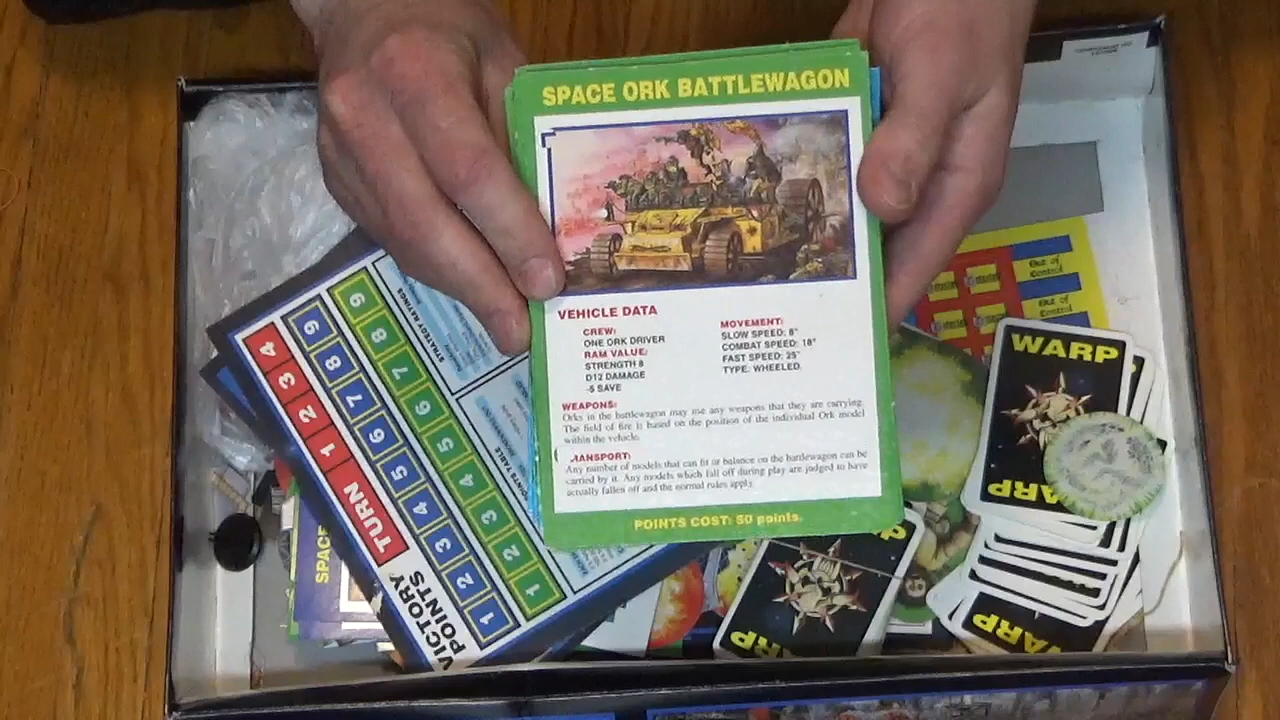 SPACE ORK BATTLEWAGON
VEHICLE DATA
CREW:
ONE ORK DRIVER
RAM VALUE:
STRENGTH 8
D12 DAMAGE
-5 SAVE
MOVEMENT:
SLOW SPEED: 8"
COMBAT SPEED: 18"
FAST SPEED: 25"
TYPE: WHEELED.
WEAPONS:
Orks in the battlewagon may use any weapons that they are carrying.
The field of fire is based on the position of the individual Ork model
within the vehicle.
.RANSPORT:
Any number of models that can fit or balance on the battlewagon can be
carried by it. Any models which fall off during play are judged to have
actually fallen off and the normal rules apply.
POINTS COST: 50 points.
TURN 1 2 3 4
1 2 3 4 5 6 7 8 9
1 2 3 4 5 6 7 8 9
VICTORY
POINTS
STRATEGY RATINGS
POINTS TABLE
SPACE
Out of
Control
Out of
Control
WARP
ARP
WARP
WARP